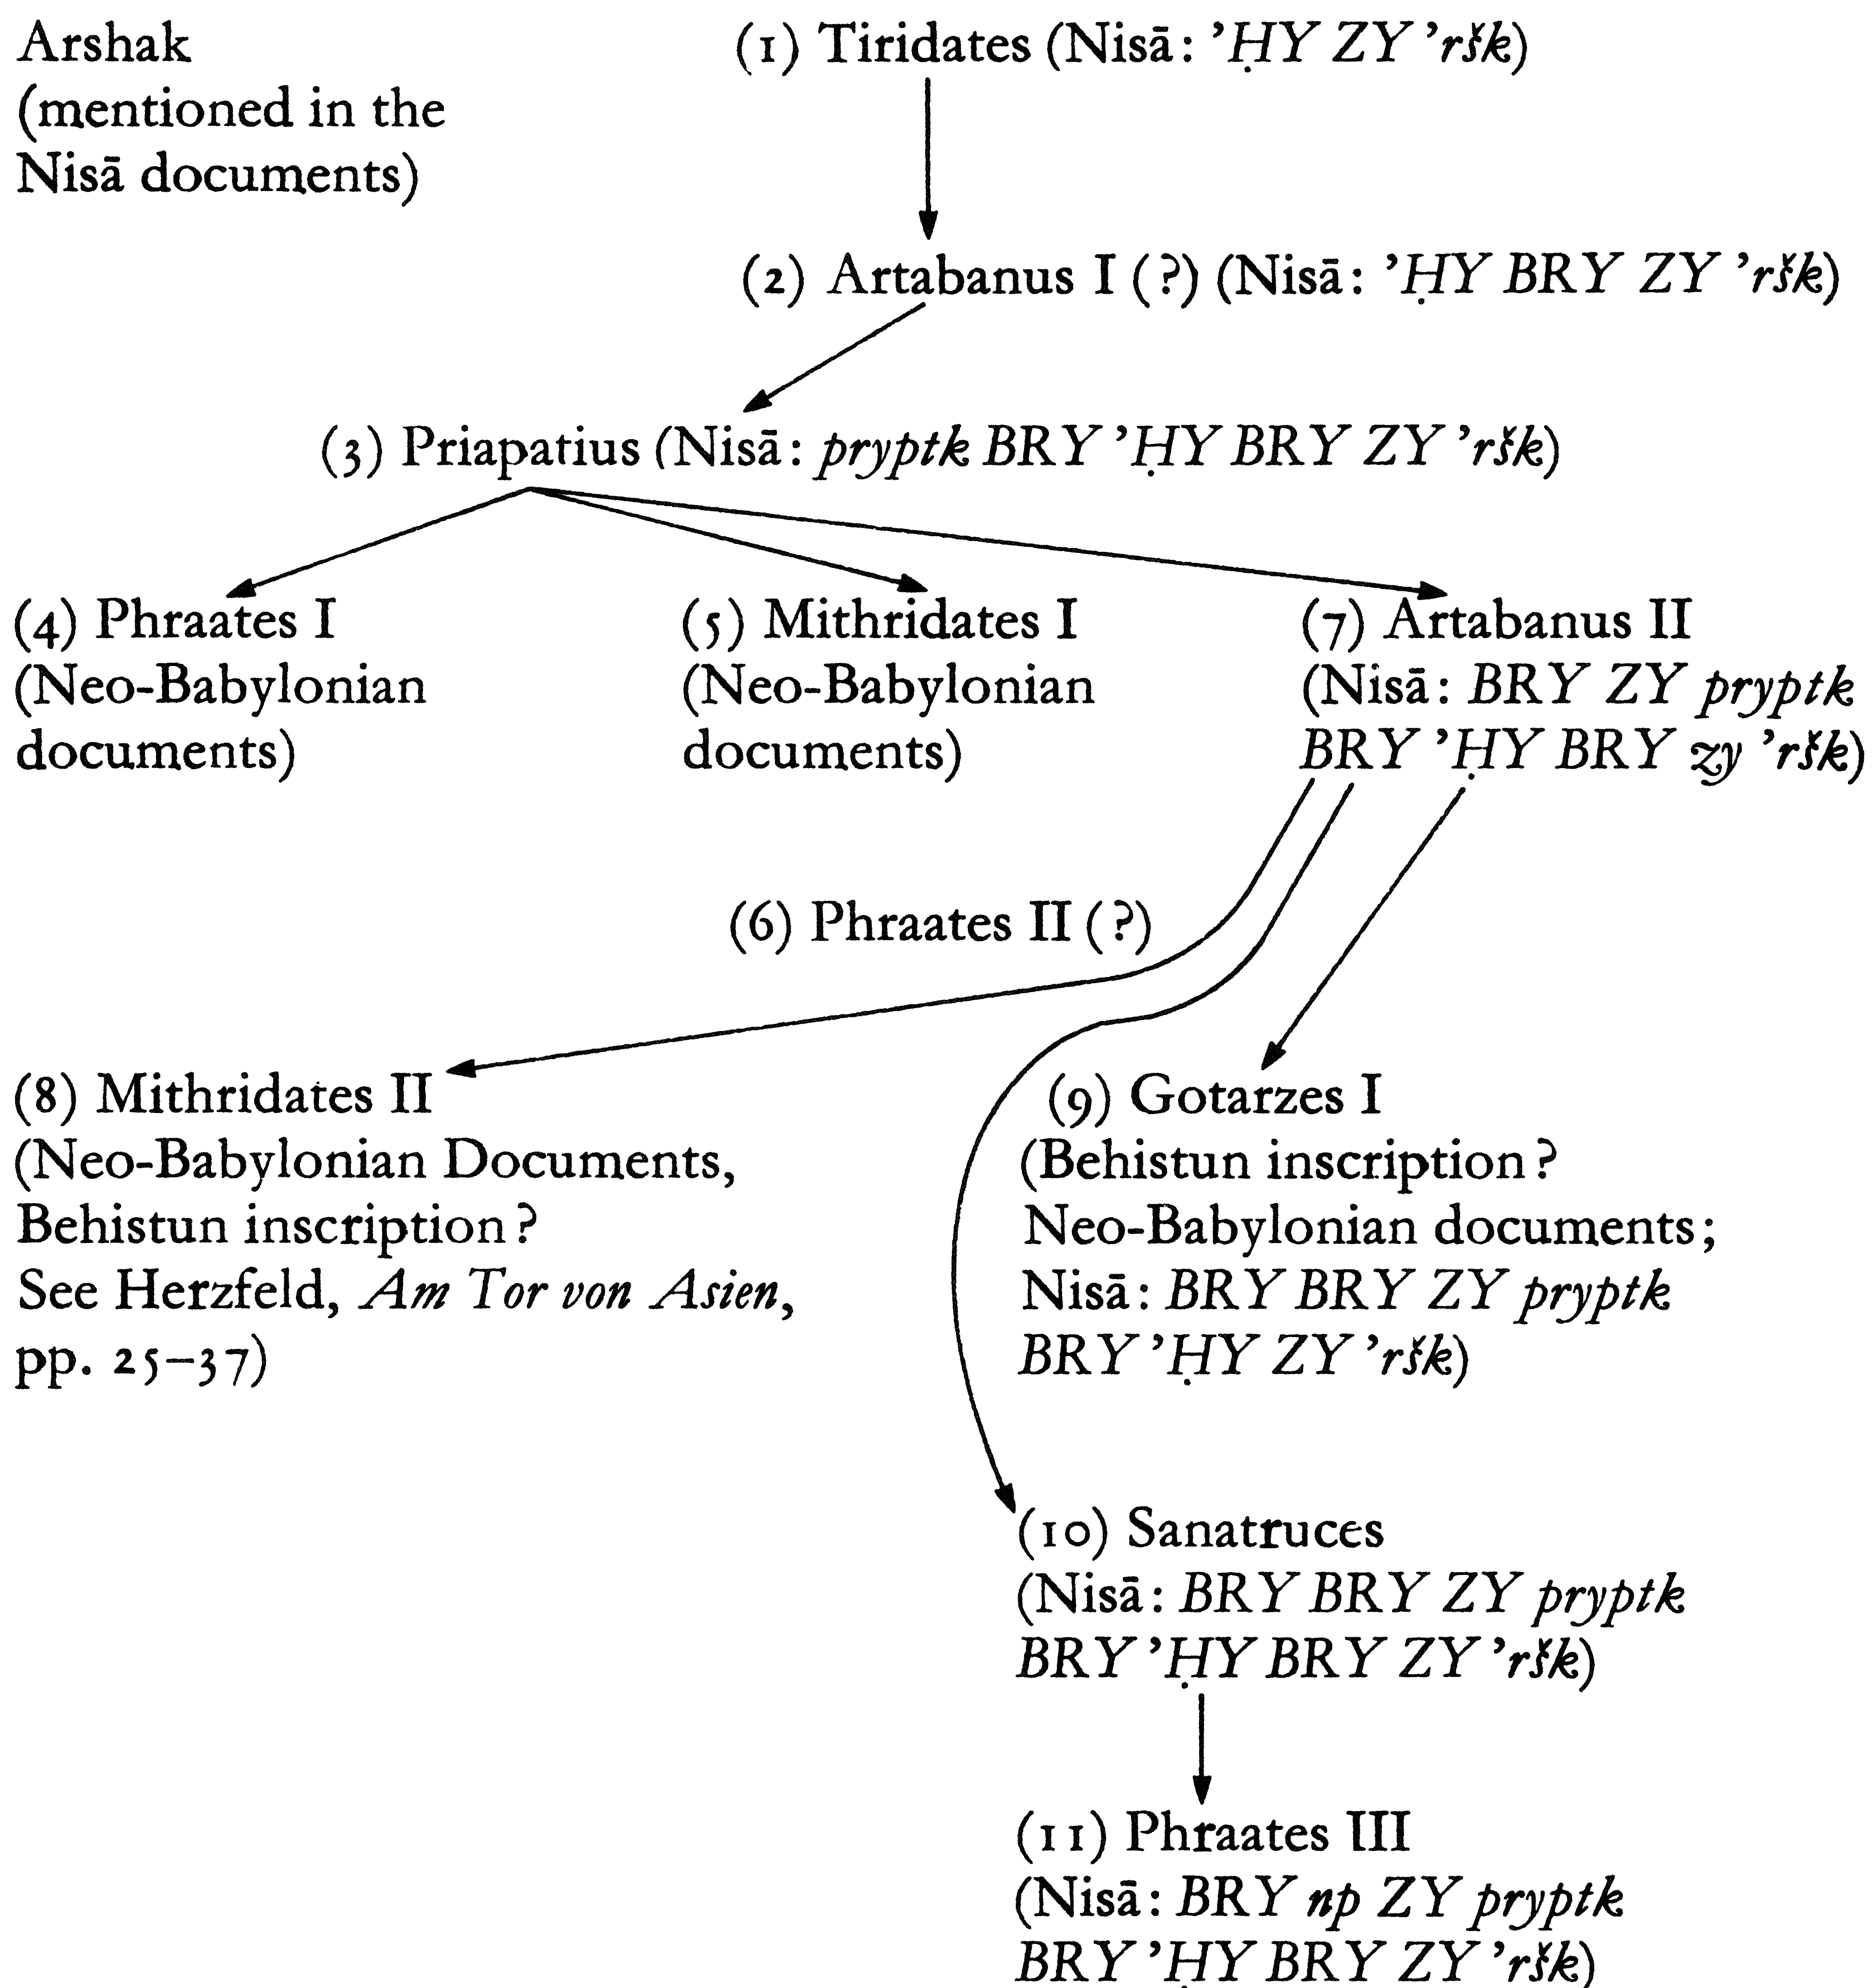 Arshak
(mentioned in the
Nisā documents)
(1) Tiridates (Nisā: ’ḤY ZY ’ršk)
(2) Artabanus I (?) (Nisā: ’ḤY BRY ZY ’ršk)
(3) Priapatius (Nisā: pryptk BRY ’ḤY BRY ZY ’ršk)
(4) Phraates I
(Neo-Babylonian
documents)
(5) Mithridates I
(Neo-Babylonian
documents)
(7) Artabanus II
(Nisā: BRY ZY pryptk
BRY ’ḤY BRY zy ’ršk)
(6) Phraates II (?)
(8) Mithridates II
(Neo-Babylonian Documents,
Behistun inscription?
See Herzfeld, Am Tor von Asien,
pp. 25–37)
(9) Gotarzes I
(Behistun inscription?
Neo-Babylonian documents;
Nisā: BRY BRY ZY pryptk
BRY ’ḤY ZY ’ršk)
(10) Sanatruces
(Nisā: BRY BRY ZY pryptk
BRY ’ḤY BRY ZY ’ršk)
(11) Phraates III
(Nisā: BRY np ZY pryptk
BRY ’ḤY BRY ZY ’ršk)